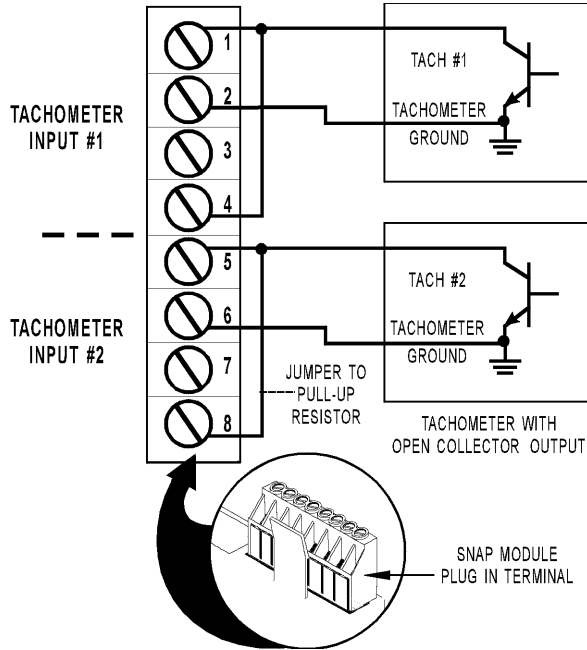 1
TACH #1
TACHOMETER
INPUT #1
2
TACHOMETER
GROUND
3
4
5
TACH #2
TACHOMETER
INPUT #2
6
TACHOMETER
GROUND
7
JUMPER TO
PULL-UP
RESISTOR
8
TACHOMETER WITH
OPEN COLLECTOR OUTPUT
SNAP MODULE
PLUG IN TERMINAL